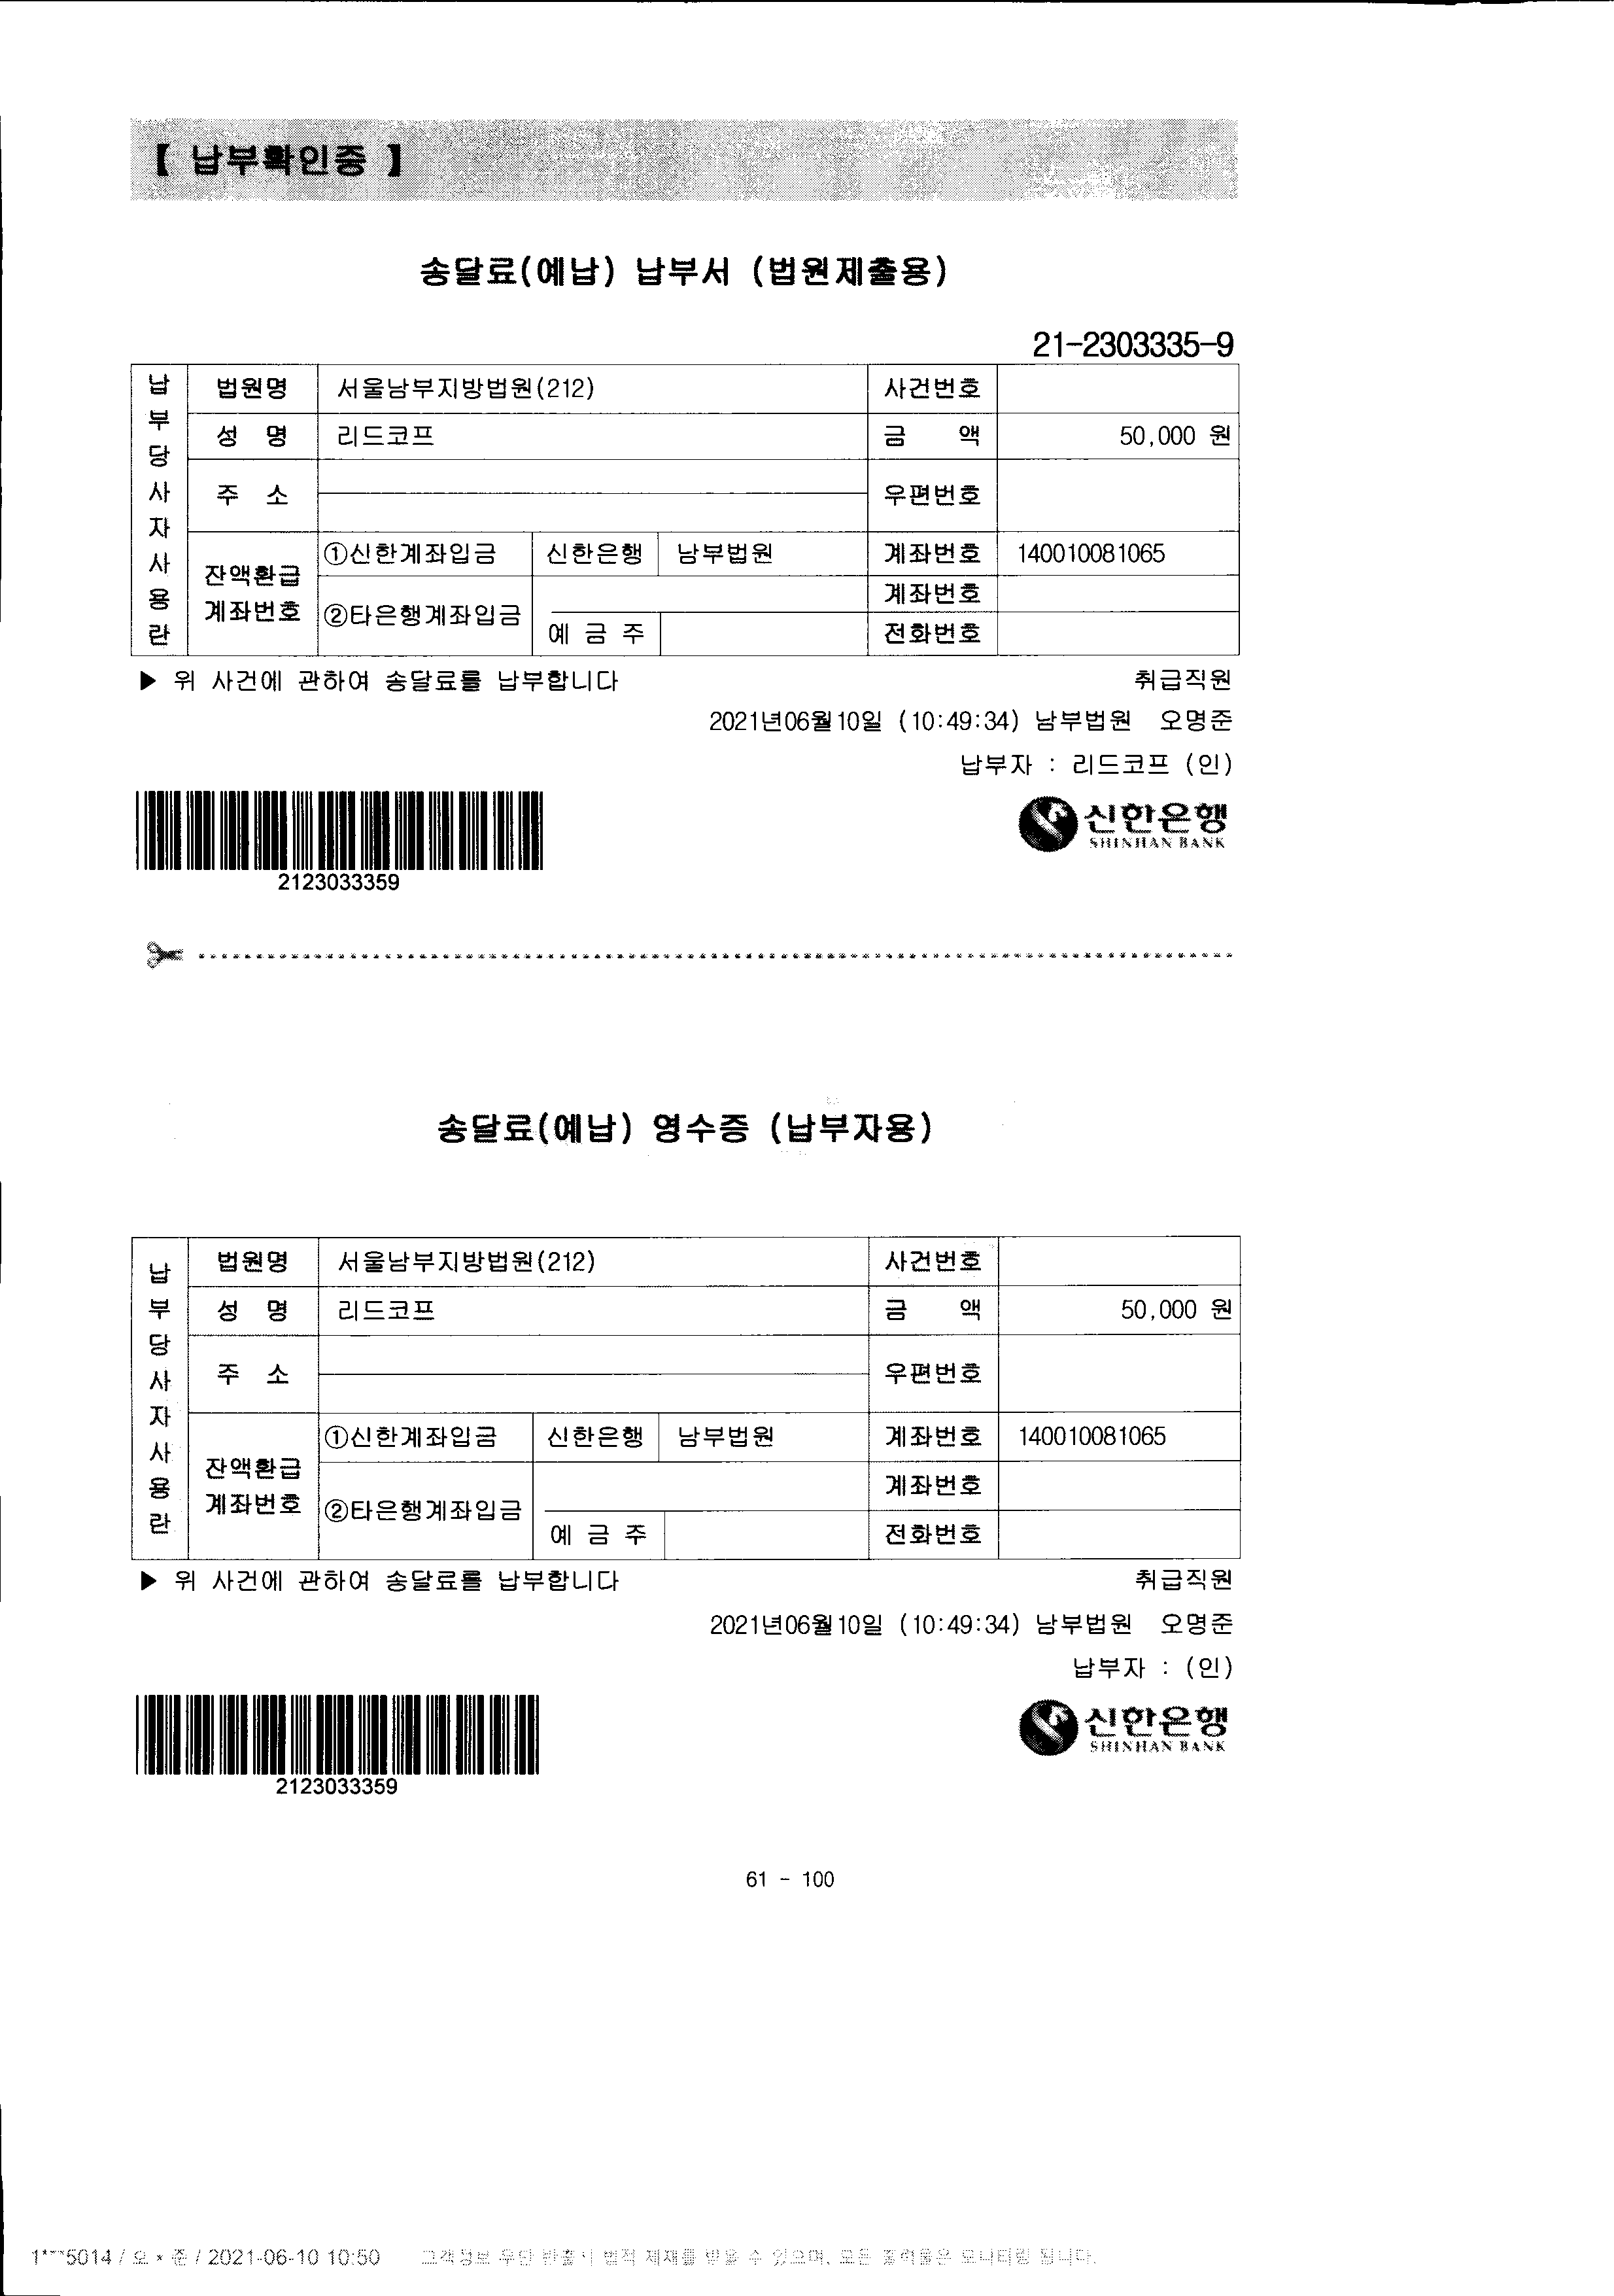 【 납부확인증 】
송달료(예납) 납부서 (법원제출용)
21-2303335-9
납부당사자사용란
법원명 서울남부지방법원(212) 사건번호
성 명 리드코프 금 액 50,000 원
주 소 우편번호
잔액환급 계좌번호 ①신한계좌입금 신한은행 남부법원 계좌번호 140010081065
②타은행계좌입금 계좌번호
예 금 주 전화번호
▶ 위 사건에 관하여 송달료를 납부합니다 취급직원
2021년06월10일 (10:49:34) 남부법원 오명준
납부자 : 리드코프 (인)
신한은행
SHINHAN BANK
2123033359
송달료(예납) 영수증 (납부자용)
납부당사자사용란
법원명 서울남부지방법원(212) 사건번호
성 명 리드코프 금 액 50,000 원
주 소 우편번호
잔액환급 계좌번호 ①신한계좌입금 신한은행 남부법원 계좌번호 140010081065
②타은행계좌입금 계좌번호
예 금 주 전화번호
▶ 위 사건에 관하여 송달료를 납부합니다 취급직원
2021년06월10일 (10:49:34) 남부법원 오명준
납부자 : (인)
신한은행
SHINHAN BANK
2123033359
61 - 100
1***5014 / 오 * 준 / 2021-06-10 10:50 고객정보 무단 반출시 법적 제재를 받을 수 있으며, 모든 출력물은 모니터링 됩니다.